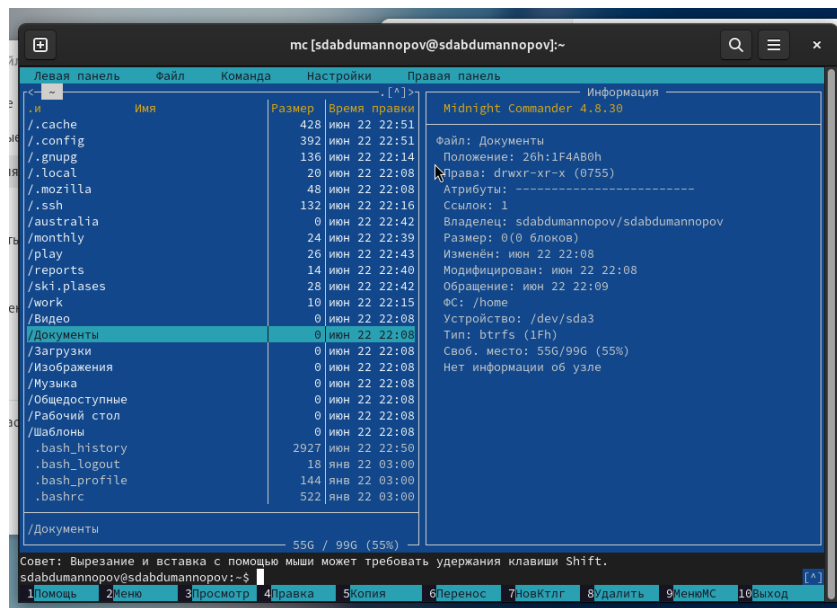 mc [sdabdumannopov@sdabdumannopov]:~
Левая панель Файл Команда Настройки Правая панель
<— ~ .[^]>
.и Имя Размер Время правки
/.cache 428 июн 22 22:51
/.config 392 июн 22 22:51
/.gnupg 136 июн 22 22:14
/.local 20 июн 22 22:08
/.mozilla 48 июн 22 22:08
/.ssh 132 июн 22 22:16
/australia 0 июн 22 22:42
/monthly 24 июн 22 22:39
/play 26 июн 22 22:43
/reports 14 июн 22 22:40
/ski.plases 28 июн 22 22:42
/work 10 июн 22 22:15
/Видео 0 июн 22 22:08
/Документы 0 июн 22 22:08
/Загрузки 0 июн 22 22:08
/Изображения 0 июн 22 22:08
/Музыка 0 июн 22 22:08
/Общедоступные 0 июн 22 22:08
/Рабочий стол 0 июн 22 22:08
/Шаблоны 0 июн 22 22:08
.bash_history 2927 июн 22 22:50
.bash_logout 18 янв 22 03:00
.bash_profile 144 янв 22 03:00
.bashrc 522 янв 22 03:00
/Документы
55G / 99G (55%)
Информация
Midnight Commander 4.8.30
Файл: Документы
Положение: 26h:1F4AB0h
Права: drwxr-xr-x (0755)
Атрибуты: -------------------------
Ссылок: 1
Владелец: sdabdumannopov/sdabdumannopov
Размер: 0(0 блоков)
Изменён: июн 22 22:08
Модифицирован: июн 22 22:08
Обращение: июн 22 22:09
ФС: /home
Устройство: /dev/sda3
Тип: btrfs (1Fh)
Своб. место: 55G/99G (55%)
Нет информации об узле
Совет: Вырезание и вставка с помощью мыши может требовать удержания клавиши Shift.
sdabdumannopov@sdabdumannopov:~$ [^]
1Помощь 2Меню 3Просмотр 4Правка 5Копия 6Перенос 7НовКтлг 8Удалить 9МенюMC 10Выход